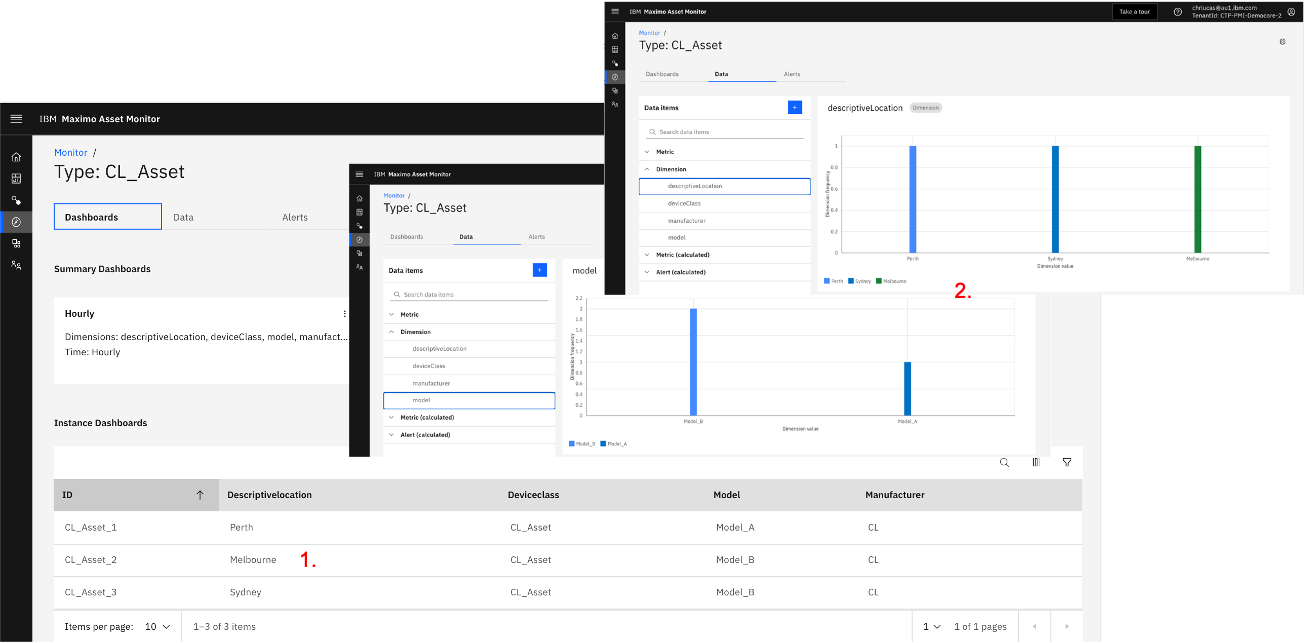 IBM Maximo Asset Monitor
Take a tour
chrlucas@au1.ibm.com
TenantId: CTP-PMI-Democore-2
Monitor /
Type: CL_Asset
Dashboards
Data
Alerts
Data items
+
Search data items
Metric
Dimension
descriptiveLocation
deviceClass
manufacturer
model
Metric (calculated)
Alert (calculated)
descriptiveLocation
Dimension
Dimension frequency
1
0.8
0.6
0.4
0.2
0
Perth
Sydney
Melbourne
Dimension value
Perth
Sydney
Melbourne
2.
IBM Maximo Asset Monitor
Monitor /
Type: CL_Asset
Dashboards
Data
Alerts
Summary Dashboards
Hourly
Dimensions: descriptiveLocation, deviceClass, model, manufact...
Time: Hourly
Instance Dashboards
IBM Maximo Asset Monitor
Monitor /
Type: CL_Asset
Dashboards
Data
Alerts
Data items
+
Search data items
Metric
Dimension
descriptiveLocation
deviceClass
manufacturer
model
Metric (calculated)
Alert (calculated)
model
Dimension frequency
2.2
2
1.8
1.6
1.4
1.2
1
0.8
0.6
0.4
0.2
0
Model_B
Model_A
Dimension value
Model_B
Model_A
ID
Descriptivelocation
Deviceclass
Model
Manufacturer
CL_Asset_1
Perth
CL_Asset
Model_A
CL
CL_Asset_2
Melbourne
1.
CL_Asset
Model_B
CL
CL_Asset_3
Sydney
CL_Asset
Model_B
CL
Items per page: 10
1–3 of 3 items
1
1 of 1 pages